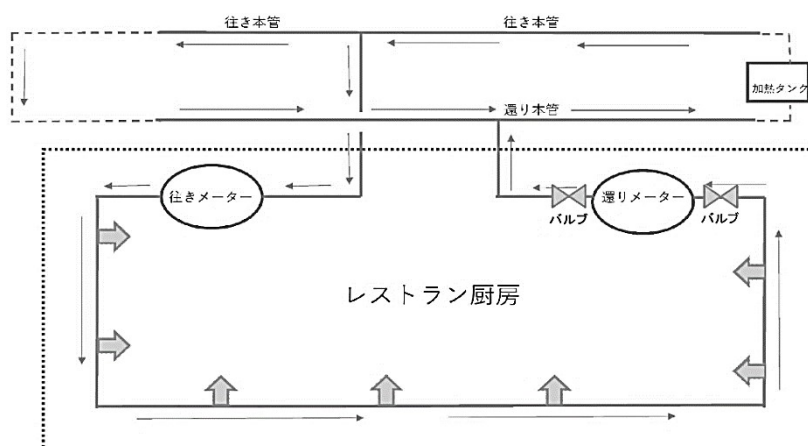 往き本管
往き本管
加熱タンク
還り本管
往きメーター
還りメーター
バルブ
バルブ
レストラン厨房